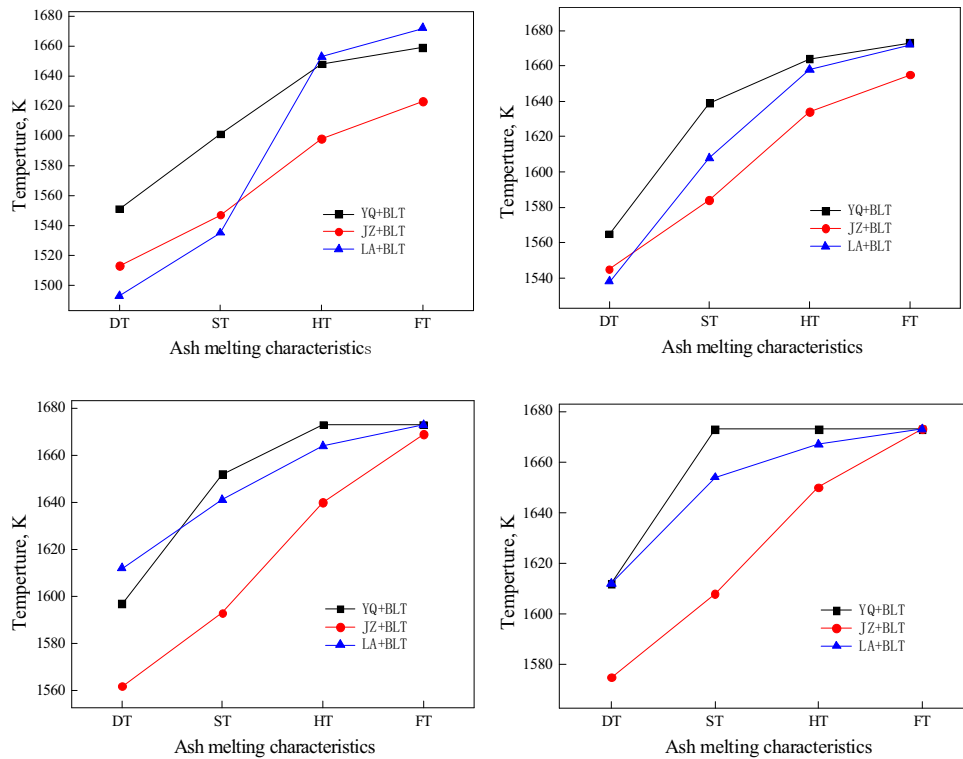 1680
1660
1640
1620
1600
1580
1560
1540
1520
1500
Temperture, K
YQ+BLT
JZ+BLT
LA+BLT
DT ST HT FT
Ash melting characteristics
1680
1660
1640
1620
1600
1580
1560
1540
Temperture, K
YQ+BLT
JZ+BLT
LA+BLT
DT ST HT FT
Ash melting characteristics
1680
1660
1640
1620
1600
1580
1560
Temperture, K
YQ+BLT
JZ+BLT
LA+BLT
DT ST HT FT
Ash melting characteristics
1680
1660
1640
1620
1600
1580
Temperture, K
YQ+BLT
JZ+BLT
LA+BLT
DT ST HT FT
Ash melting characteristics